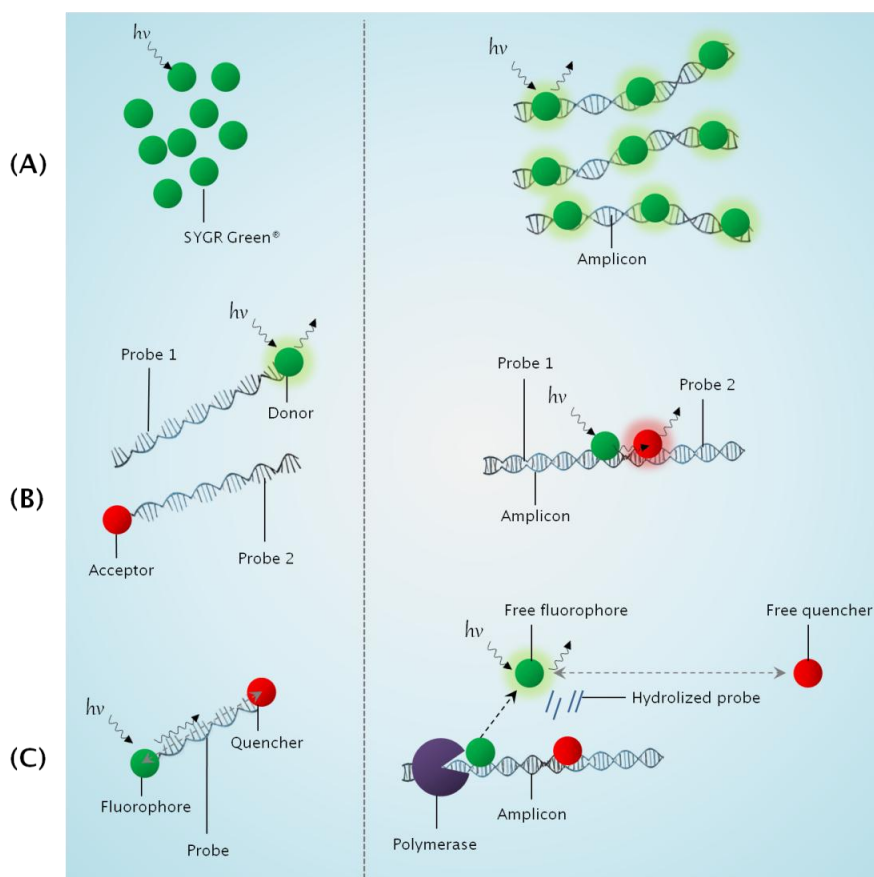 hν
hν
(A)
SYGR Green®
Amplicon
hν
Probe 1
Donor
Probe 1
Probe 2
hν
(B)
Amplicon
Acceptor
Probe 2
Free fluorophore
Free quencher
hν
hν
Quencher
Hydrolized probe
(C)
Fluorophore
Probe
Amplicon
Polymerase